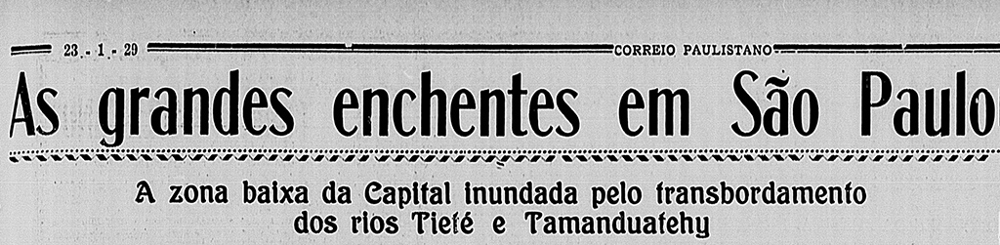 23 - 1 - 29 CORREIO PAULISTANO
As grandes enchentes em São Paulo
A zona baixa da Capital inundada pelo transbordamento
dos rios Tieté e Tamanduatehy